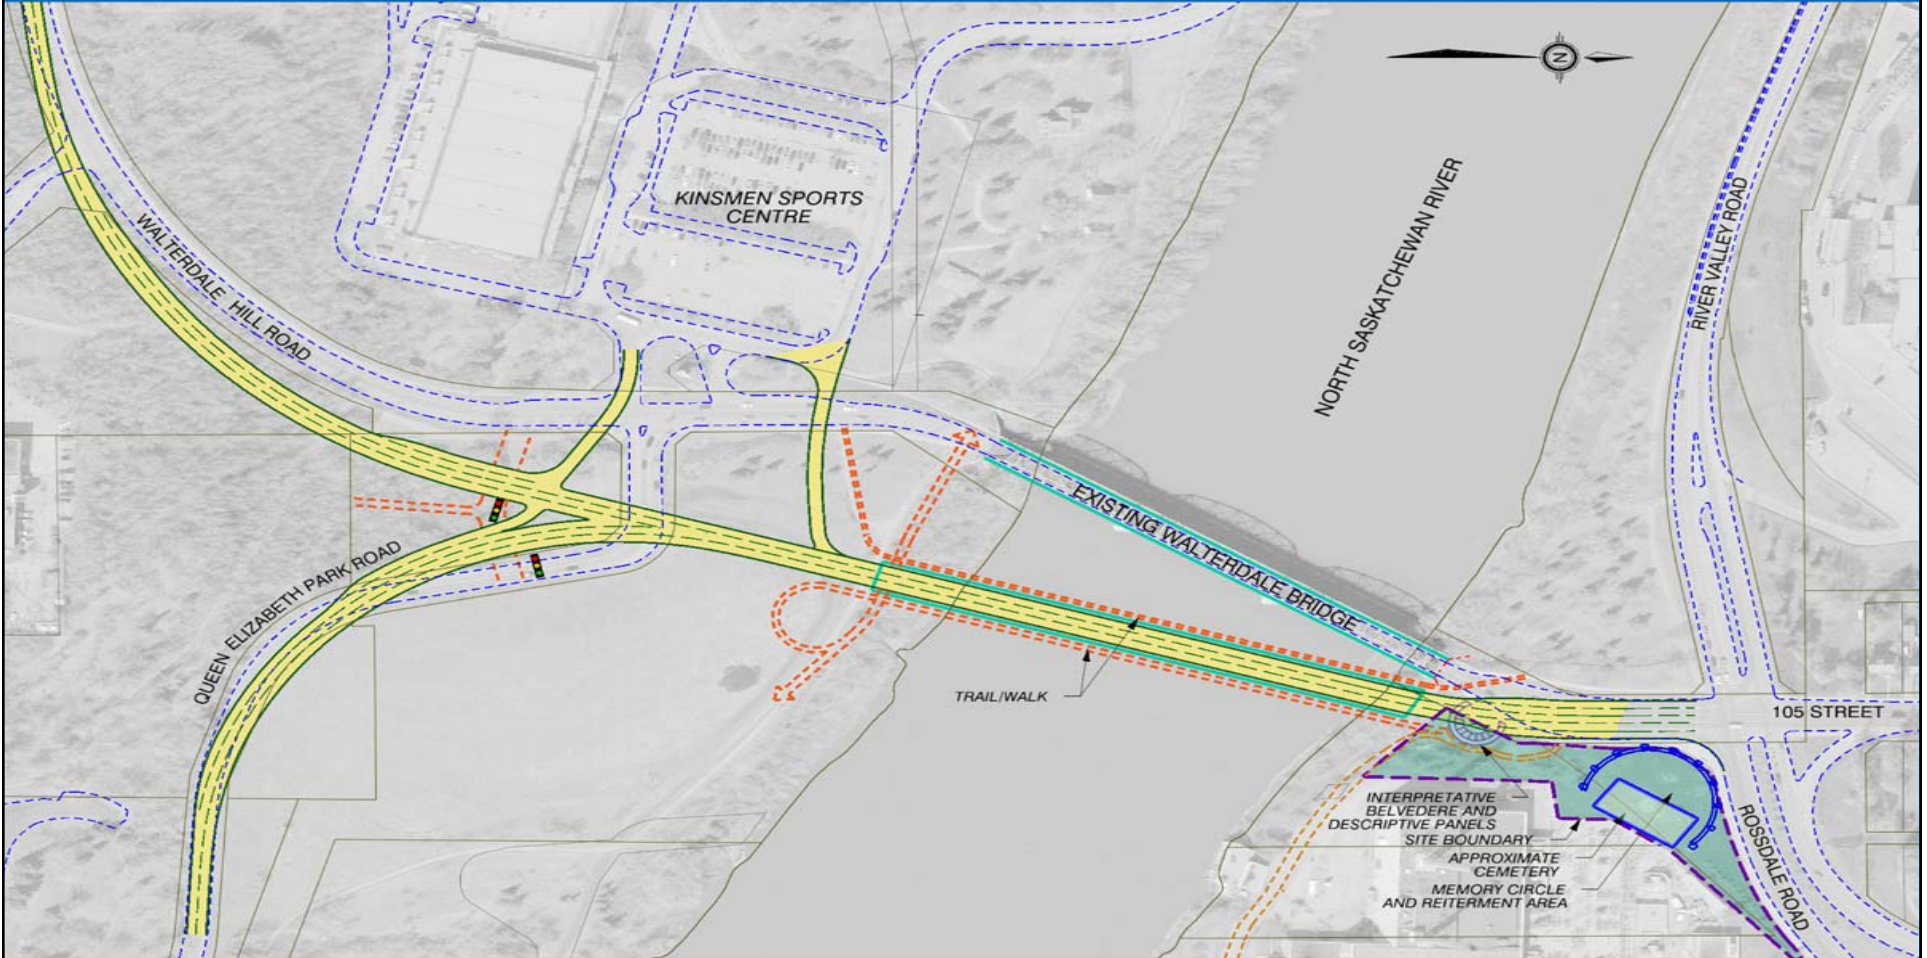 N
KINSMEN SPORTS
CENTRE
WALTERDALE HILL ROAD
NORTH SASKATCHEWAN RIVER
RIVER VALLEY ROAD
EXISTING WALTERDALE BRIDGE
QUEEN ELIZABETH PARK ROAD
TRAIL/WALK
105 STREET
INTERPRETATIVE
BELVEDERE AND
DESCRIPTIVE PANELS
SITE BOUNDARY
APPROXIMATE
CEMETERY
MEMORY CIRCLE
AND REITERMENT AREA
ROSSDALE ROAD